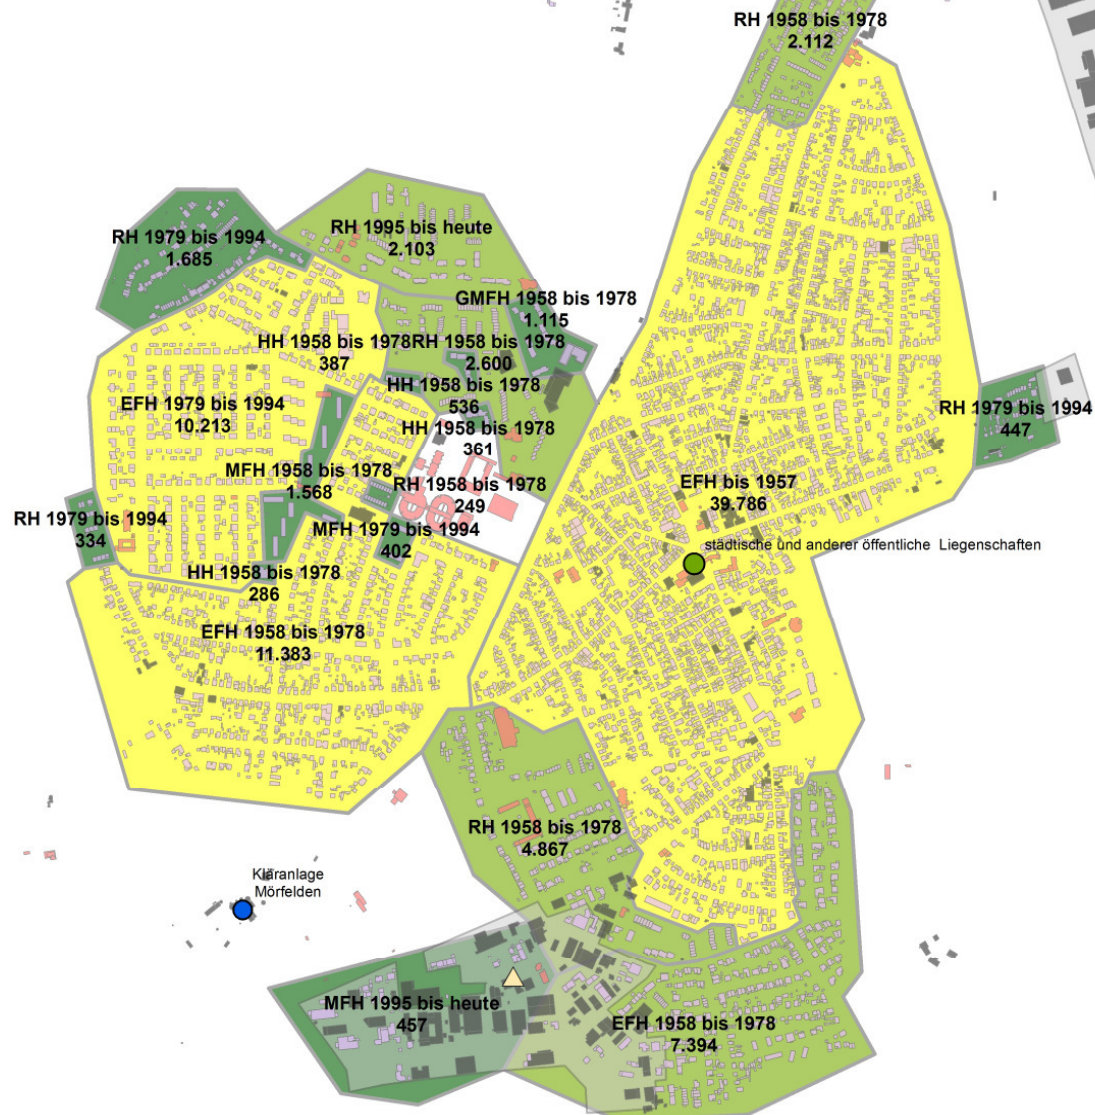 RH 1958 bis 1978
2.112
RH 1979 bis 1994
1.685
RH 1995 bis heute
2.103
GMFH 1958 bis 1978
1.115
HH 1958 bis 1978
387
RH 1958 bis 1978
2.600
HH 1958 bis 1978
536
EFH 1979 bis 1994
10.213
HH 1958 bis 1978
361
RH 1979 bis 1994
447
MFH 1958 bis 1978
1.568
RH 1958 bis 1978
249
EFH bis 1957
39.786
RH 1979 bis 1994
334
MFH 1979 bis 1994
402
städtische und anderer öffentliche Liegenschaften
HH 1958 bis 1978
286
EFH 1958 bis 1978
11.383
RH 1958 bis 1978
4.867
Kläranlage
Mörfelden
MFH 1995 bis heute
457
EFH 1958 bis 1978
7.394